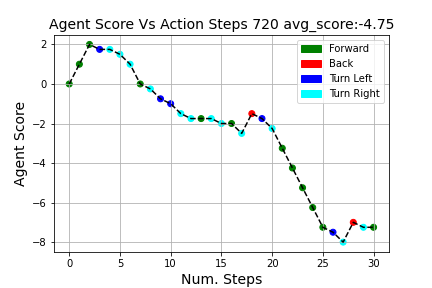 Agent Score Vs Action Steps 720 avg_score:-4.75
Agent Score
2
0
−2
−4
−6
−8
Forward
Back
Turn Left
Turn Right
0 5 10 15 20 25 30
Num. Steps